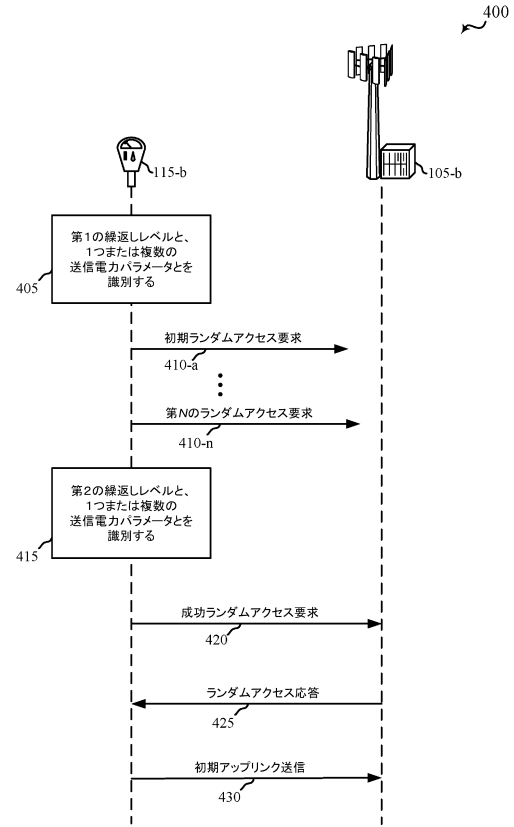 400
115-b
105-b
第1の繰返しレベルと、
1つまたは複数の
送信電力パラメータとを
識別する
405
初期ランダムアクセス要求
410-a
第Nのランダムアクセス要求
410-n
第2の繰返しレベルと、
1つまたは複数の
送信電力パラメータとを
識別する
415
成功ランダムアクセス要求
420
ランダムアクセス応答
425
初期アップリンク送信
430